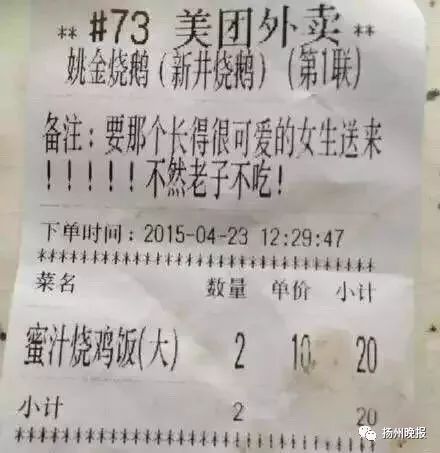 ** #73 美团外卖 **
姚金烧鹅(新井烧鹅)(第1联)
备注:要那个长得很可爱的女生送来
!!!!!不然老子不吃!
下单时间:2015-04-23 12:29:47
********************************
菜名 数量 单价 小计
蜜汁烧鸡饭(大) 2 10 20
小计 2 20
********************************
扬州晚报